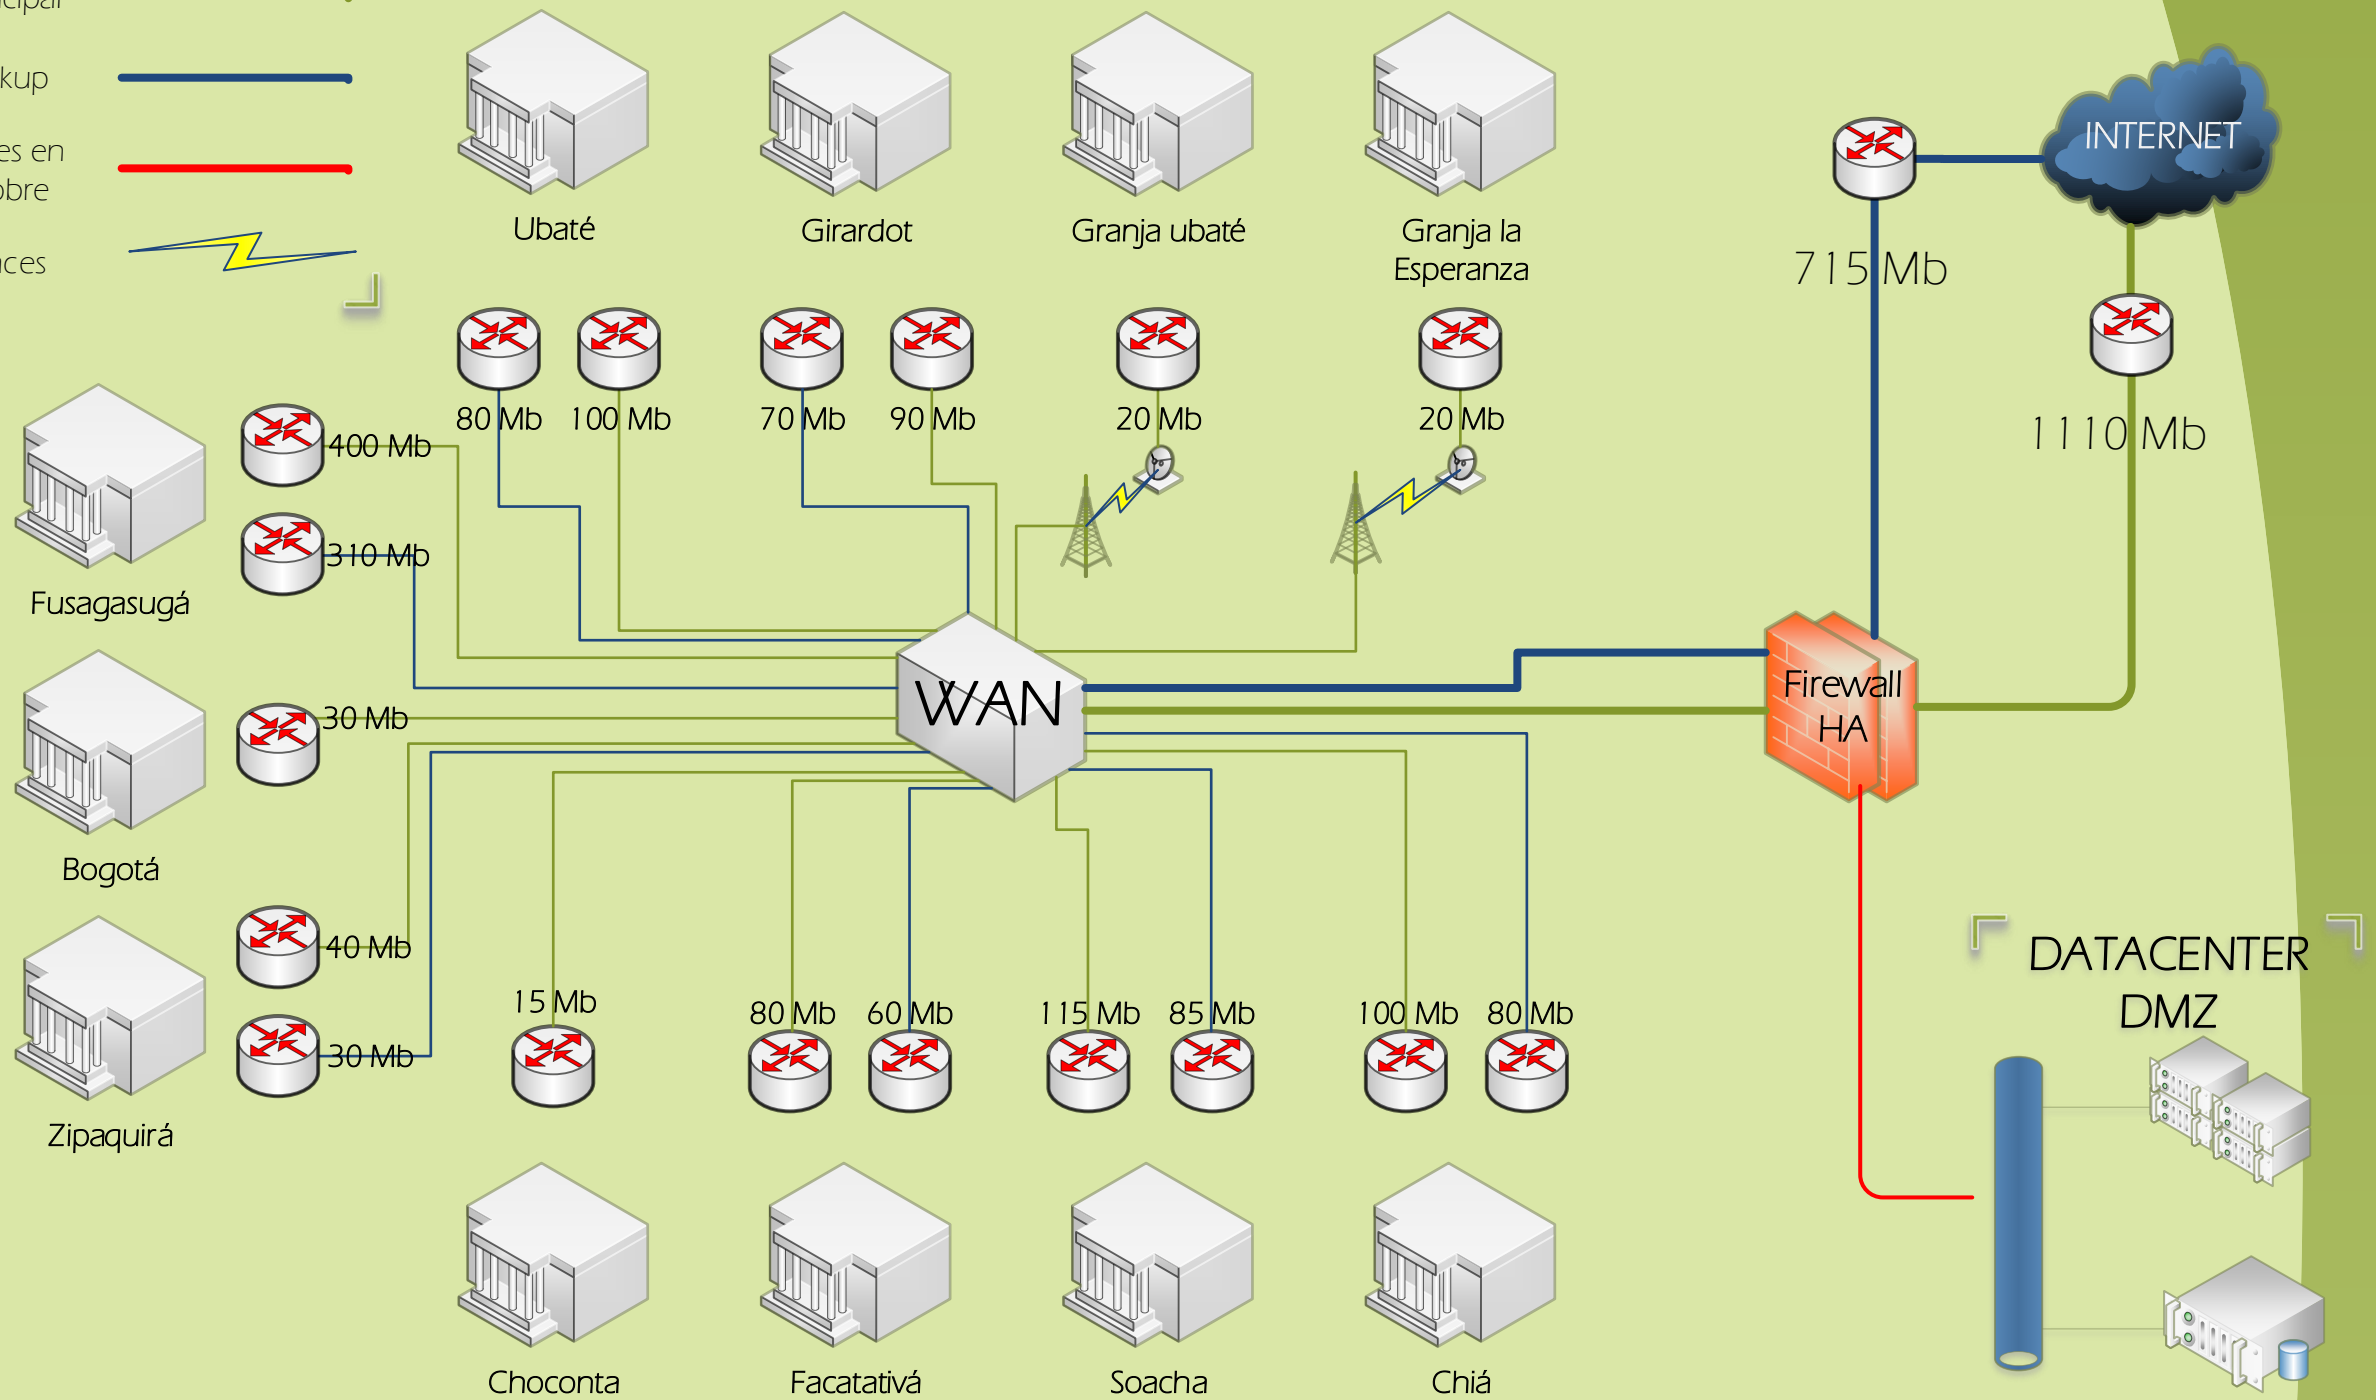 kup
es en
ces
Ubaté
Girardot
Granja ubaté
Granja la
Esperanza
INTERNET
715 Mb
1110 Mb
80 Mb
100 Mb
70 Mb
90 Mb
20 Mb
20 Mb
400 Mb
310 Mb
Fusagasugá
30 Mb
Bogotá
WAN
Firewall
HA
40 Mb
30 Mb
Zipaquirá
15 Mb
80 Mb
60 Mb
115 Mb
85 Mb
100 Mb
80 Mb
DATACENTER
DMZ
Choconta
Facatativá
Soacha
Chiá